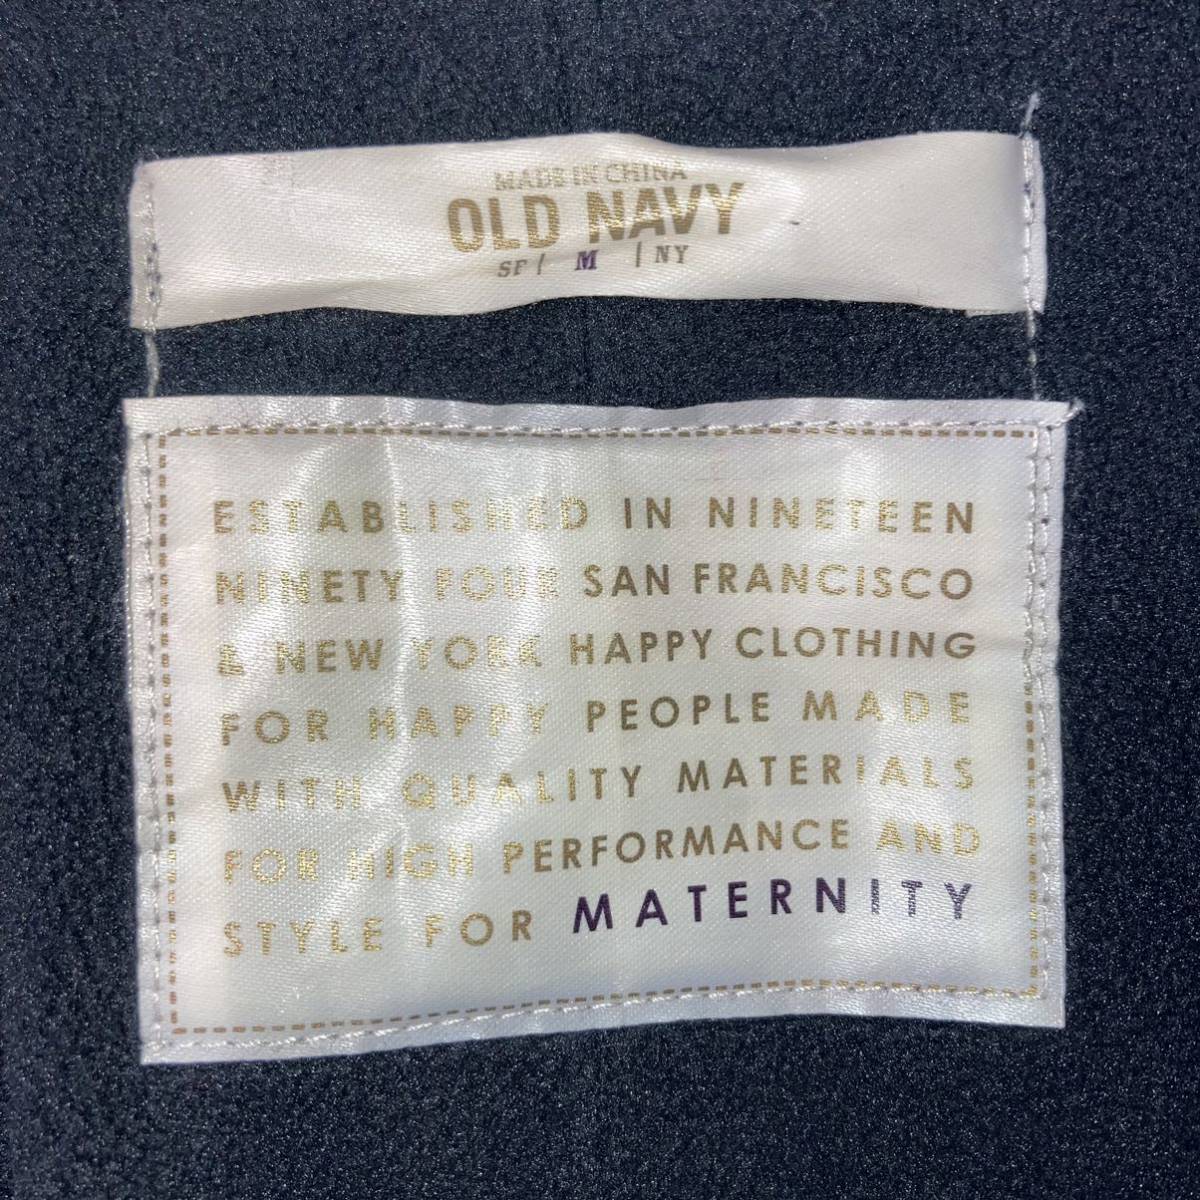 MADE IN CHINA
OLD NAVY
SF | M | NY
ESTABLISHED IN NINETEEN
NINETY FOUR SAN FRANCISCO
& NEW YORK HAPPY CLOTHING
FOR HAPPY PEOPLE MADE
WITH QUALITY MATERIALS
FOR HIGH PERFORMANCE AND
STYLE FOR MATERNITY